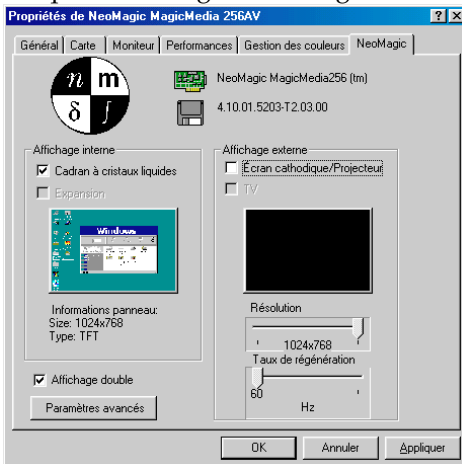 Propriétés de NeoMagic MagicMedia 256AV
Général Carte Moniteur Performances Gestion des couleurs NeoMagic
n m
δ ∫
NeoMagic MagicMedia256 (tm)
4.10.01.5203-T2.03.00
Affichage interne
Cadran à cristaux liquides
Expansion
Windows
Informations panneau:
Size: 1024x768
Type: TFT
Affichage double
Paramètres avancés
Affichage externe
Écran cathodique/Projecteur
TV
Résolution
1024x768
Taux de régénération
60
Hz
OK Annuler Appliquer